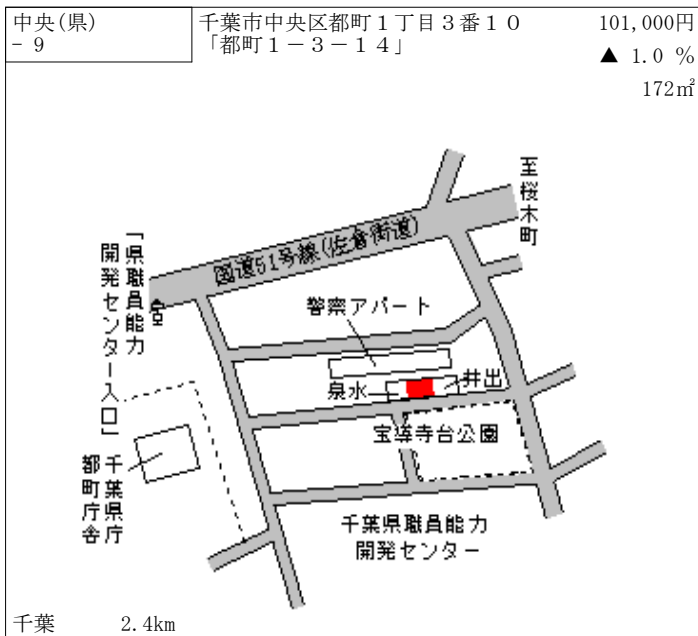 中央(県)
- 9
千葉市中央区都町１丁目３番１０
「都町１－３－１４」
101,000円
▲ 1.0 %
172㎡
至桜木町
国道51号線(佐倉街道)
「県職員能力
開発センター入口」
警察アパート
泉水
井出
宝導寺台公園
千葉県庁
都町庁舎
千葉県職員能力
開発センター
千葉 2.4km